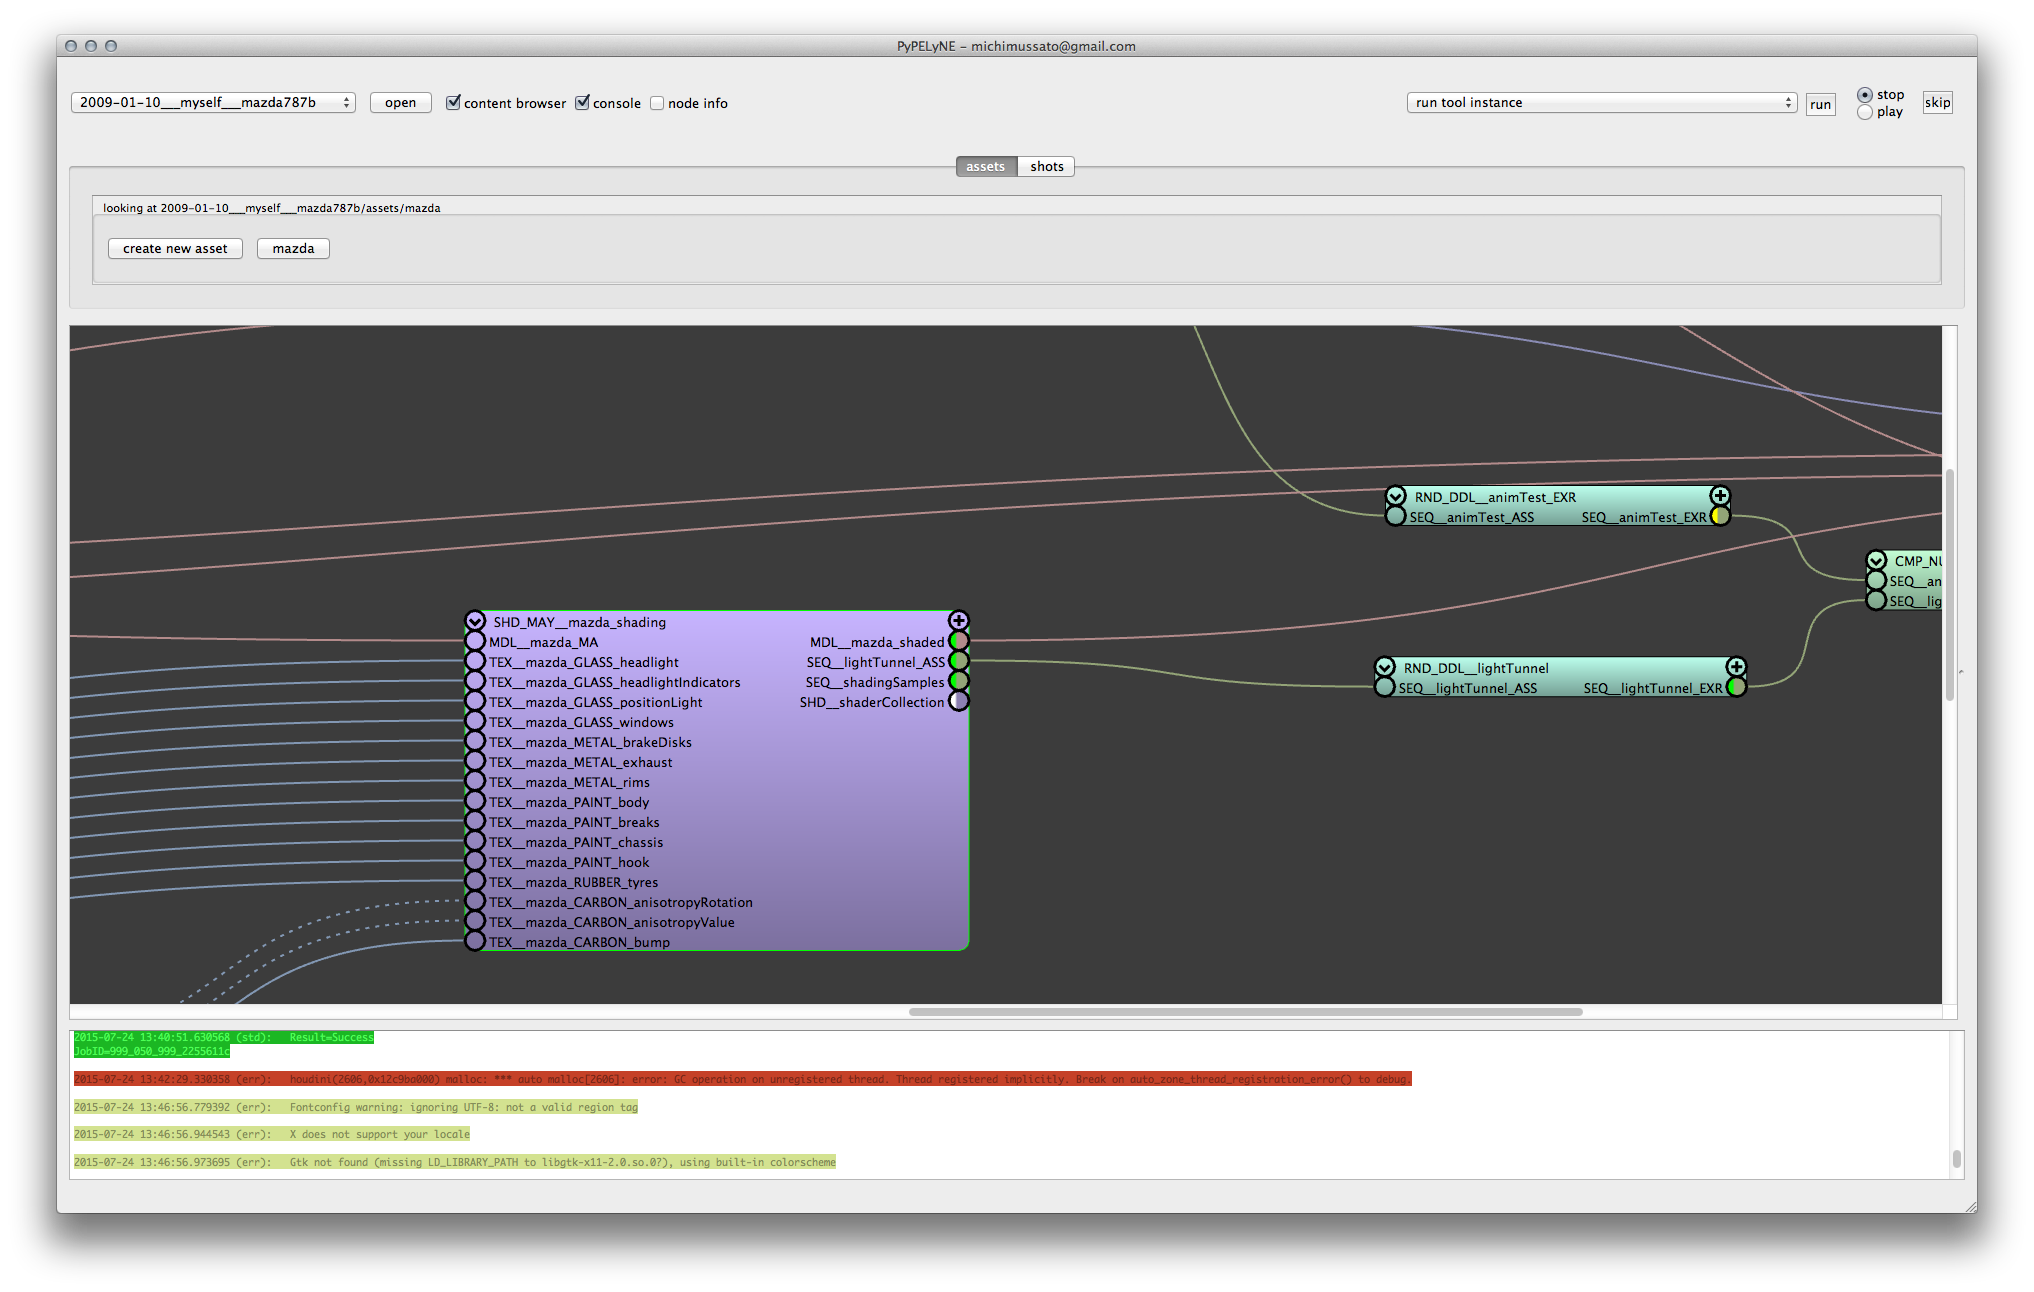 PyPELyNE – michimussato@gmail.com
2009-01-10___myself___mazda787b open content browser console node info run tool instance run stop play skip
assets shots
looking at 2009-01-10___myself___mazda787b/assets/mazda
create new asset mazda
RND_DDL__animTest_EXR
SEQ__animTest_ASS SEQ__animTest_EXR
CMP_NU
SEQ__an
SEQ__lig
SHD_MAY__mazda_shading
MDL__mazda_MA MDL__mazda_shaded
TEX__mazda_GLASS_headlight SEQ__lightTunnel_ASS
TEX__mazda_GLASS_headlightIndicators SEQ__shadingSamples
TEX__mazda_GLASS_positionLight SHD__shaderCollection
TEX__mazda_GLASS_windows
TEX__mazda_METAL_brakeDisks
TEX__mazda_METAL_exhaust
TEX__mazda_METAL_rims
TEX__mazda_PAINT_body
TEX__mazda_PAINT_breaks
TEX__mazda_PAINT_chassis
TEX__mazda_PAINT_hook
TEX__mazda_RUBBER_tyres
TEX__mazda_CARBON_anisotropyRotation
TEX__mazda_CARBON_anisotropyValue
TEX__mazda_CARBON_bump
RND_DDL__lightTunnel
SEQ__lightTunnel_ASS SEQ__lightTunnel_EXR
2015-07-24 13:40:51.630568 (std): Result=Success
JobID=999_050_999_2255611c
2015-07-24 13:42:29.330358 (err): houdini(2606,0x12c9ba000) malloc: *** auto malloc[2606]: error: GC operation on unregistered thread. Thread registered implicitly. Break on auto_zone_thread_registration_error() to debug.
2015-07-24 13:46:56.779392 (err): Fontconfig warning: ignoring UTF-8: not a valid region tag
2015-07-24 13:46:56.944543 (err): X does not support your locale
2015-07-24 13:46:56.973695 (err): Gtk not found (missing LD_LIBRARY_PATH to libgtk-x11-2.0.so.0?), using built-in colorscheme